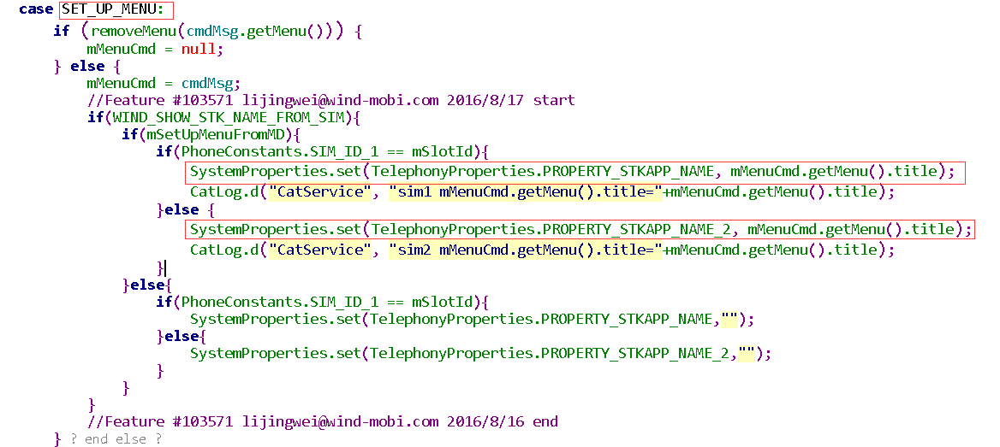 case SET_UP_MENU:
if (removeMenu(cmdMsg.getMenu())) {
mMenuCmd = null;
} else {
mMenuCmd = cmdMsg;
//Feature #103571 lijingwei@wind-mobi.com 2016/8/17 start
if(WIND_SHOW_STK_NAME_FROM_SIM){
if(mSetUpMenuFromMD){
if(PhoneConstants.SIM_ID_1 == mSlotId){
SystemProperties.set(TelephonyProperties.PROPERTY_STKAPP_NAME, mMenuCmd.getMenu().title);
CatLog.d("CatService", "sim1 mMenuCmd.getMenu().title="+mMenuCmd.getMenu().title);
}else {
SystemProperties.set(TelephonyProperties.PROPERTY_STKAPP_NAME_2, mMenuCmd.getMenu().title);
CatLog.d("CatService", "sim2 mMenuCmd.getMenu().title="+mMenuCmd.getMenu().title);
}
}else{
if(PhoneConstants.SIM_ID_1 == mSlotId){
SystemProperties.set(TelephonyProperties.PROPERTY_STKAPP_NAME,"");
}else{
SystemProperties.set(TelephonyProperties.PROPERTY_STKAPP_NAME_2,"");
}
}
}
//Feature #103571 lijingwei@wind-mobi.com 2016/8/16 end
} ? end else ?